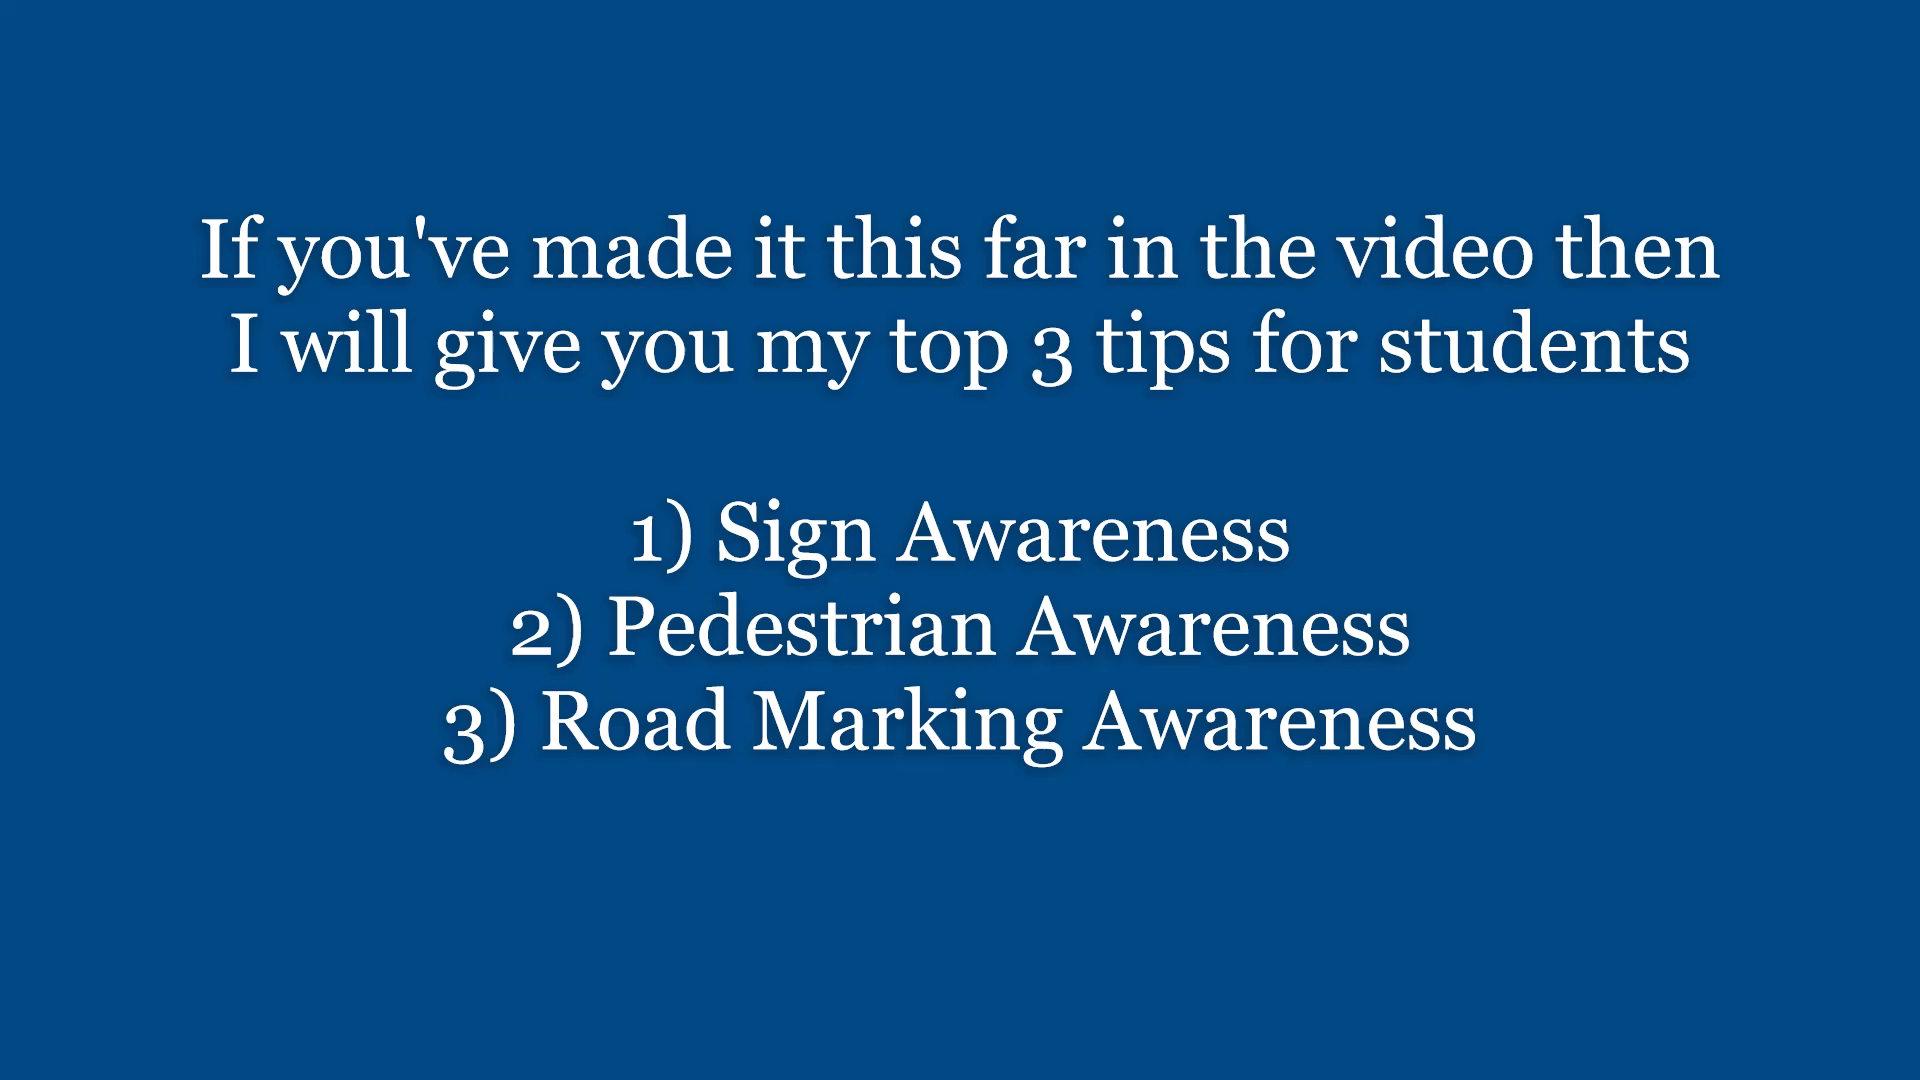 If you've made it this far in the video then
I will give you my top 3 tips for students
1) Sign Awareness
2) Pedestrian Awareness
3) Road Marking Awareness